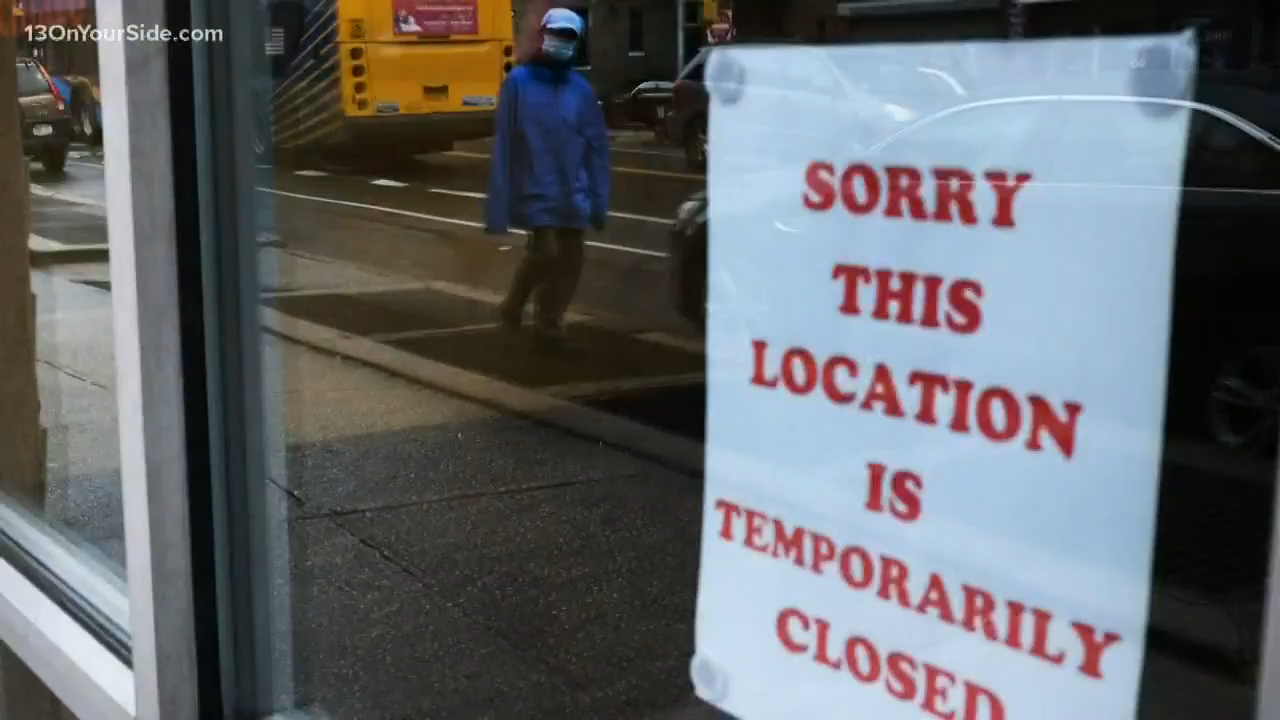 13OnYourSide.com
SORRY
THIS
LOCATION
IS
TEMPORARILY
CLOSED